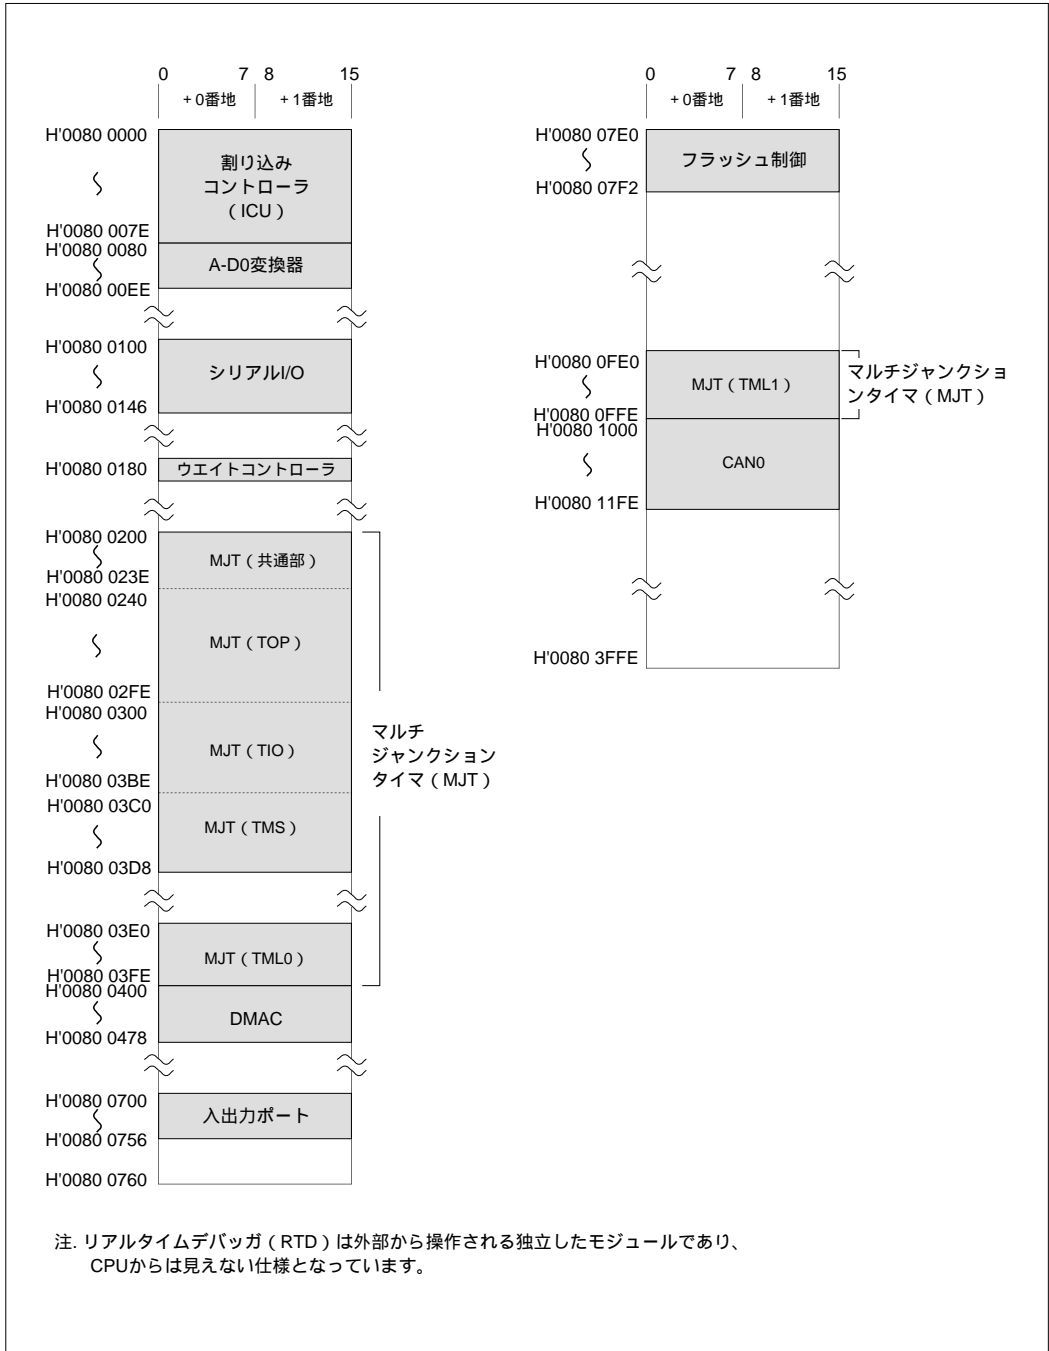 0 7 8 15
+0番地 +1番地
H'0080 0000
割り込み
コントローラ
(ICU)
H'0080 007E
H'0080 0080
A-D0変換器
H'0080 00EE
H'0080 0100
シリアルI/O
H'0080 0146
H'0080 0180 ウエイトコントローラ
H'0080 0200
MJT(共通部)
H'0080 023E
H'0080 0240
MJT(TOP)
H'0080 02FE
H'0080 0300
MJT(TIO)
H'0080 03BE
H'0080 03C0
MJT(TMS)
H'0080 03D8
マルチ
ジャンクション
タイマ(MJT)
H'0080 03E0
MJT(TML0)
H'0080 03FE
H'0080 0400
DMAC
H'0080 0478
H'0080 0700
入出力ポート
H'0080 0756
H'0080 0760
0 7 8 15
+0番地 +1番地
H'0080 07E0
フラッシュ制御
H'0080 07F2
H'0080 0FE0
MJT(TML1)
H'0080 0FFE
マルチジャンクショ
ンタイマ(MJT)
H'0080 1000
CAN0
H'0080 11FE
H'0080 3FFE
注. リアルタイムデバッガ(RTD)は外部から操作される独立したモジュールであり、
CPUからは見えない仕様となっています。